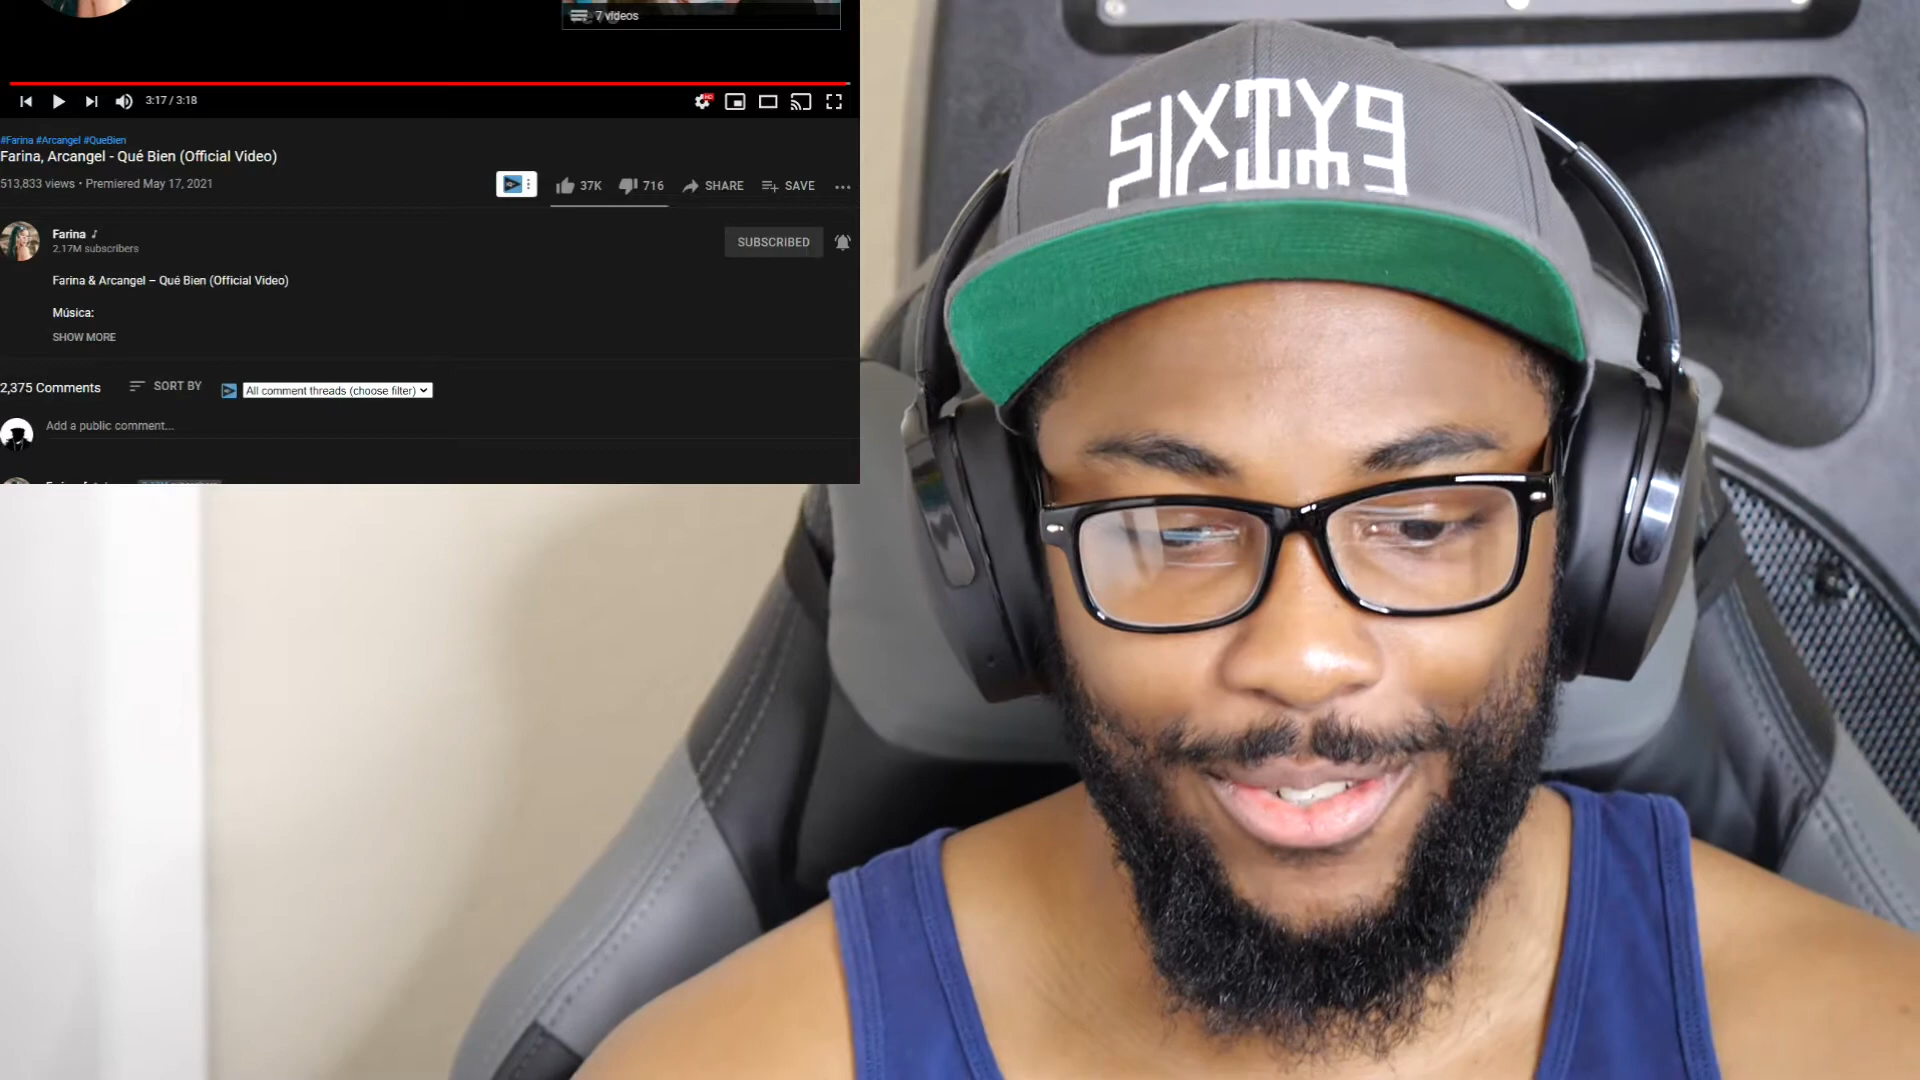 7 videos
3:17 / 3:18
HD
#Farina #Arcangel #QueBien
Farina, Arcangel - Qué Bien (Official Video)
513,833 views • Premiered May 17, 2021
37K
716
SHARE
SAVE
Farina
2.17M subscribers
SUBSCRIBED
Farina & Arcangel – Qué Bien (Official Video)
Música:
SHOW MORE
2,375 Comments
SORT BY
All comment threads (choose filter)
Add a public comment...
SIXTY9